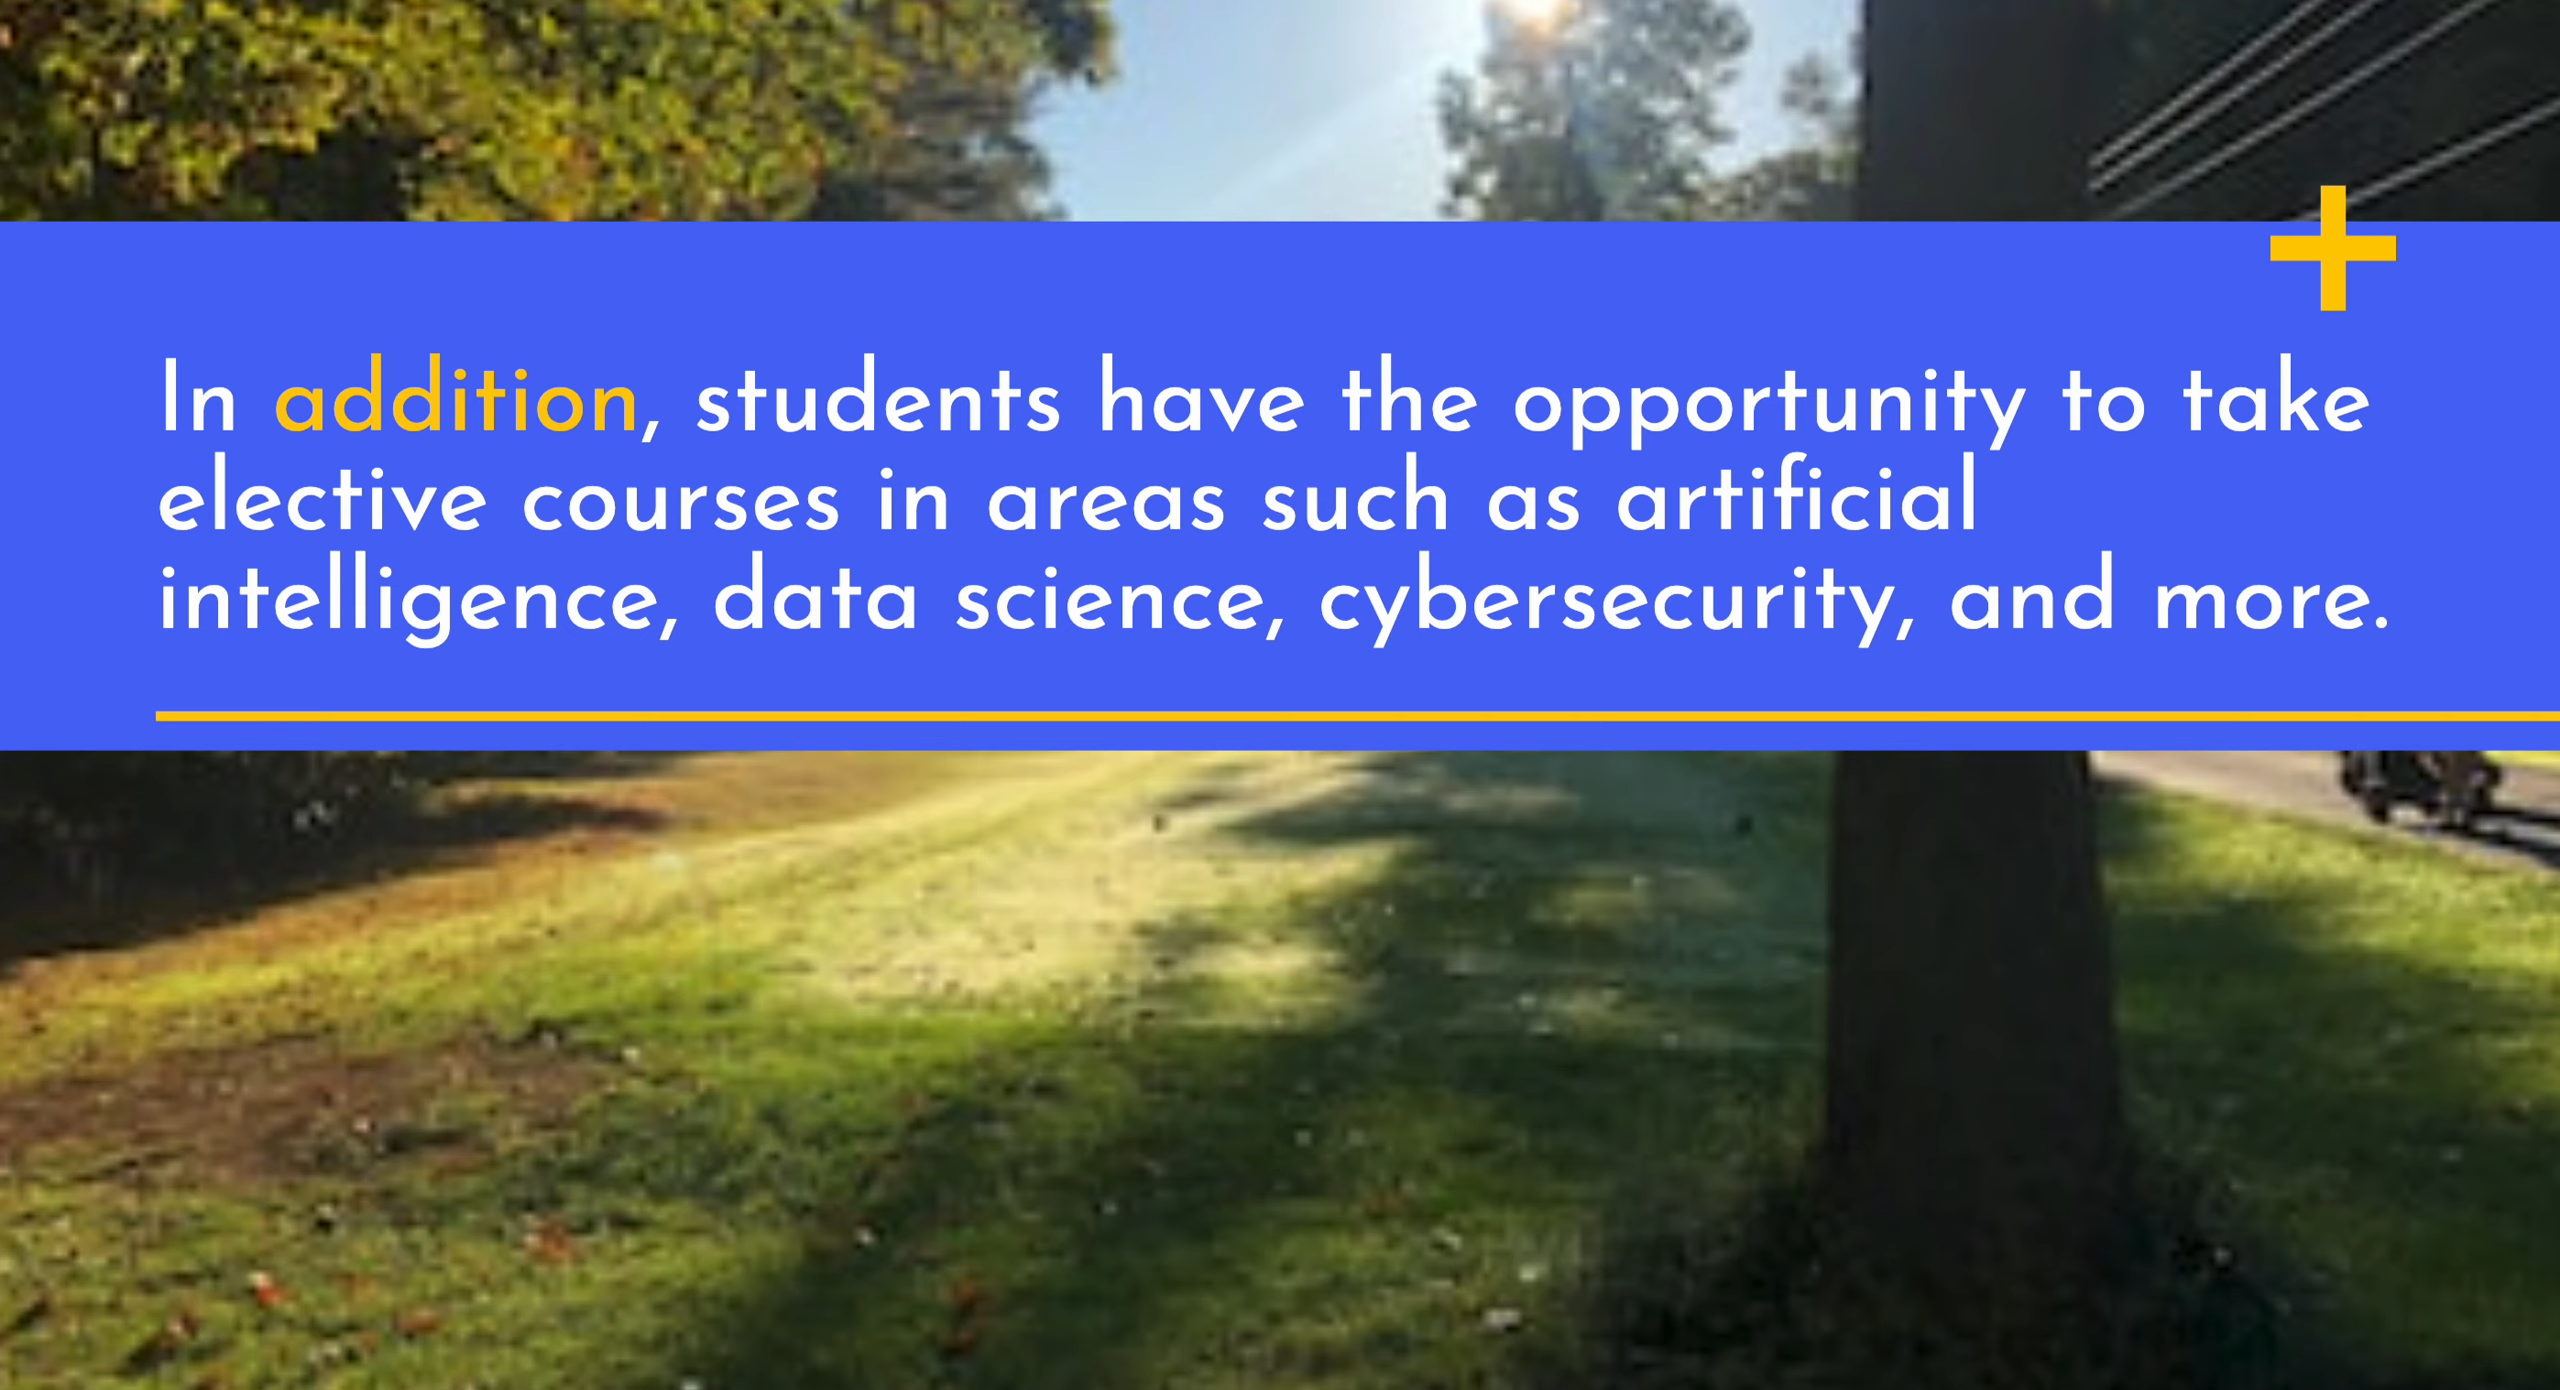 In addition, students have the opportunity to take
elective courses in areas such as artificial
intelligence, data science, cybersecurity, and more.